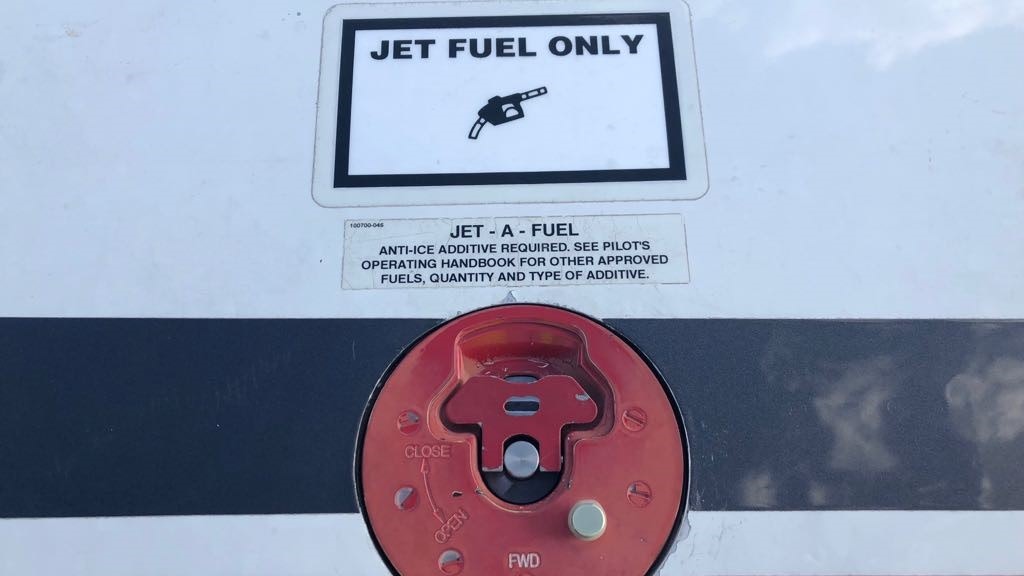 JET FUEL ONLY
100700-046
JET - A - FUEL
ANTI-ICE ADDITIVE REQUIRED. SEE PILOT'S
OPERATING HANDBOOK FOR OTHER APPROVED
FUELS, QUANTITY AND TYPE OF ADDITIVE.
CLOSE
OPEN
FWD